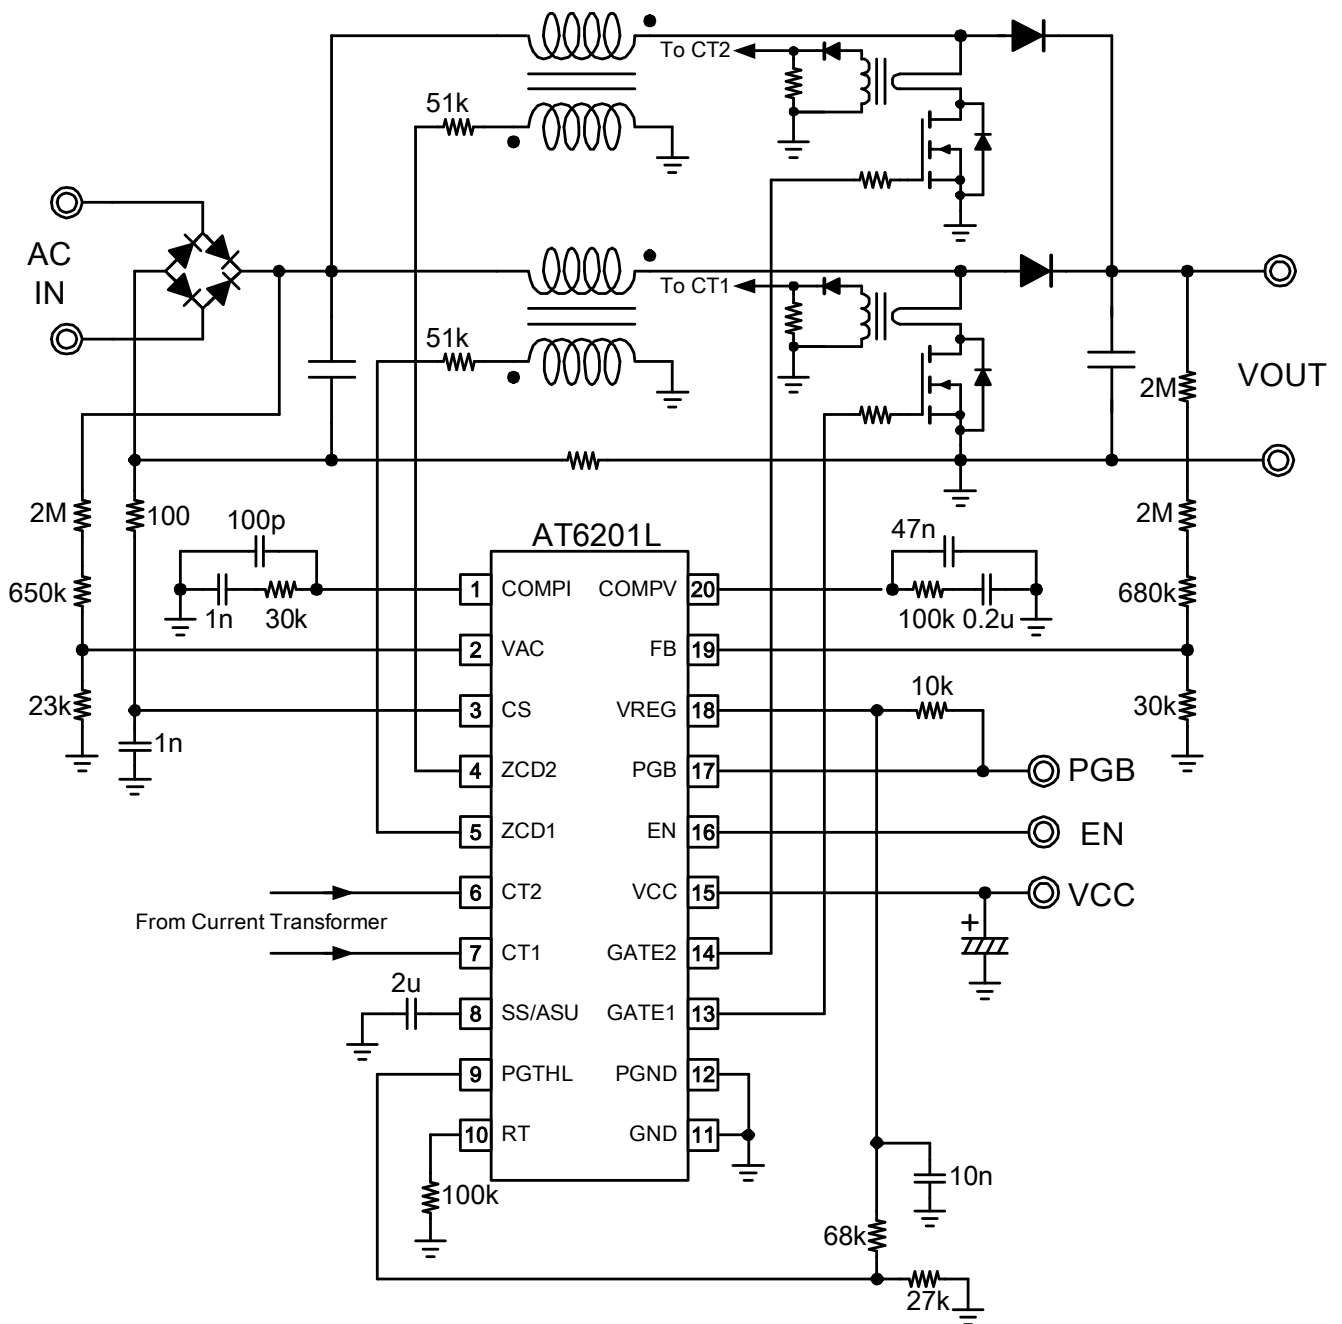 To CT2
51k
AC
IN
To CT1
51k
2M
VOUT
2M
100
100p
AT6201L
47n
2M
650k
1n
30k
1
COMPI
COMPV
20
100k
0.2u
680k
2
VAC
FB
19
23k
1n
3
CS
VREG
18
10k
30k
4
ZCD2
PGB
17
PGB
5
ZCD1
EN
16
EN
6
CT2
VCC
15
VCC
From Current Transformer
+
7
CT1
GATE2
14
2u
8
SS/ASU
GATE1
13
9
PGTHL
PGND
12
10
RT
GND
11
100k
10n
68k
27k